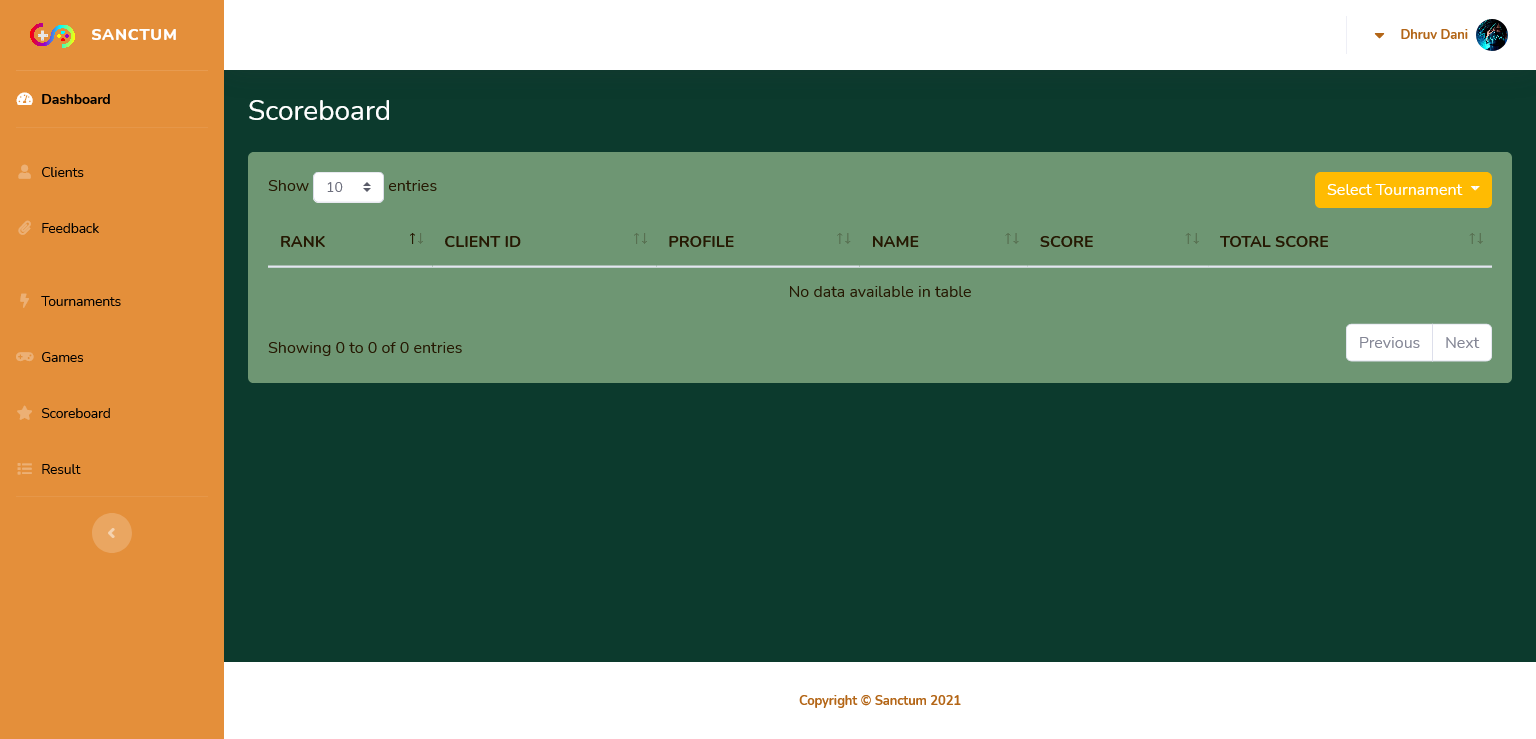 SANCTUM
Dashboard
Clients
Feedback
Tournaments
Games
Scoreboard
Result
Dhruv Dani
Scoreboard
Show 10 entries
Select Tournament
RANK CLIENT ID PROFILE NAME SCORE TOTAL SCORE
No data available in table
Showing 0 to 0 of 0 entries
Previous Next
Copyright © Sanctum 2021